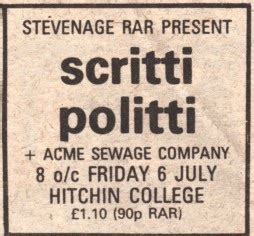 STEVENAGE RAR PRESENT
scritti
politti
+ ACME SEWAGE COMPANY
8 o/c FRIDAY 6 JULY
HITCHIN COLLEGE
£1.10 (90p RAR)